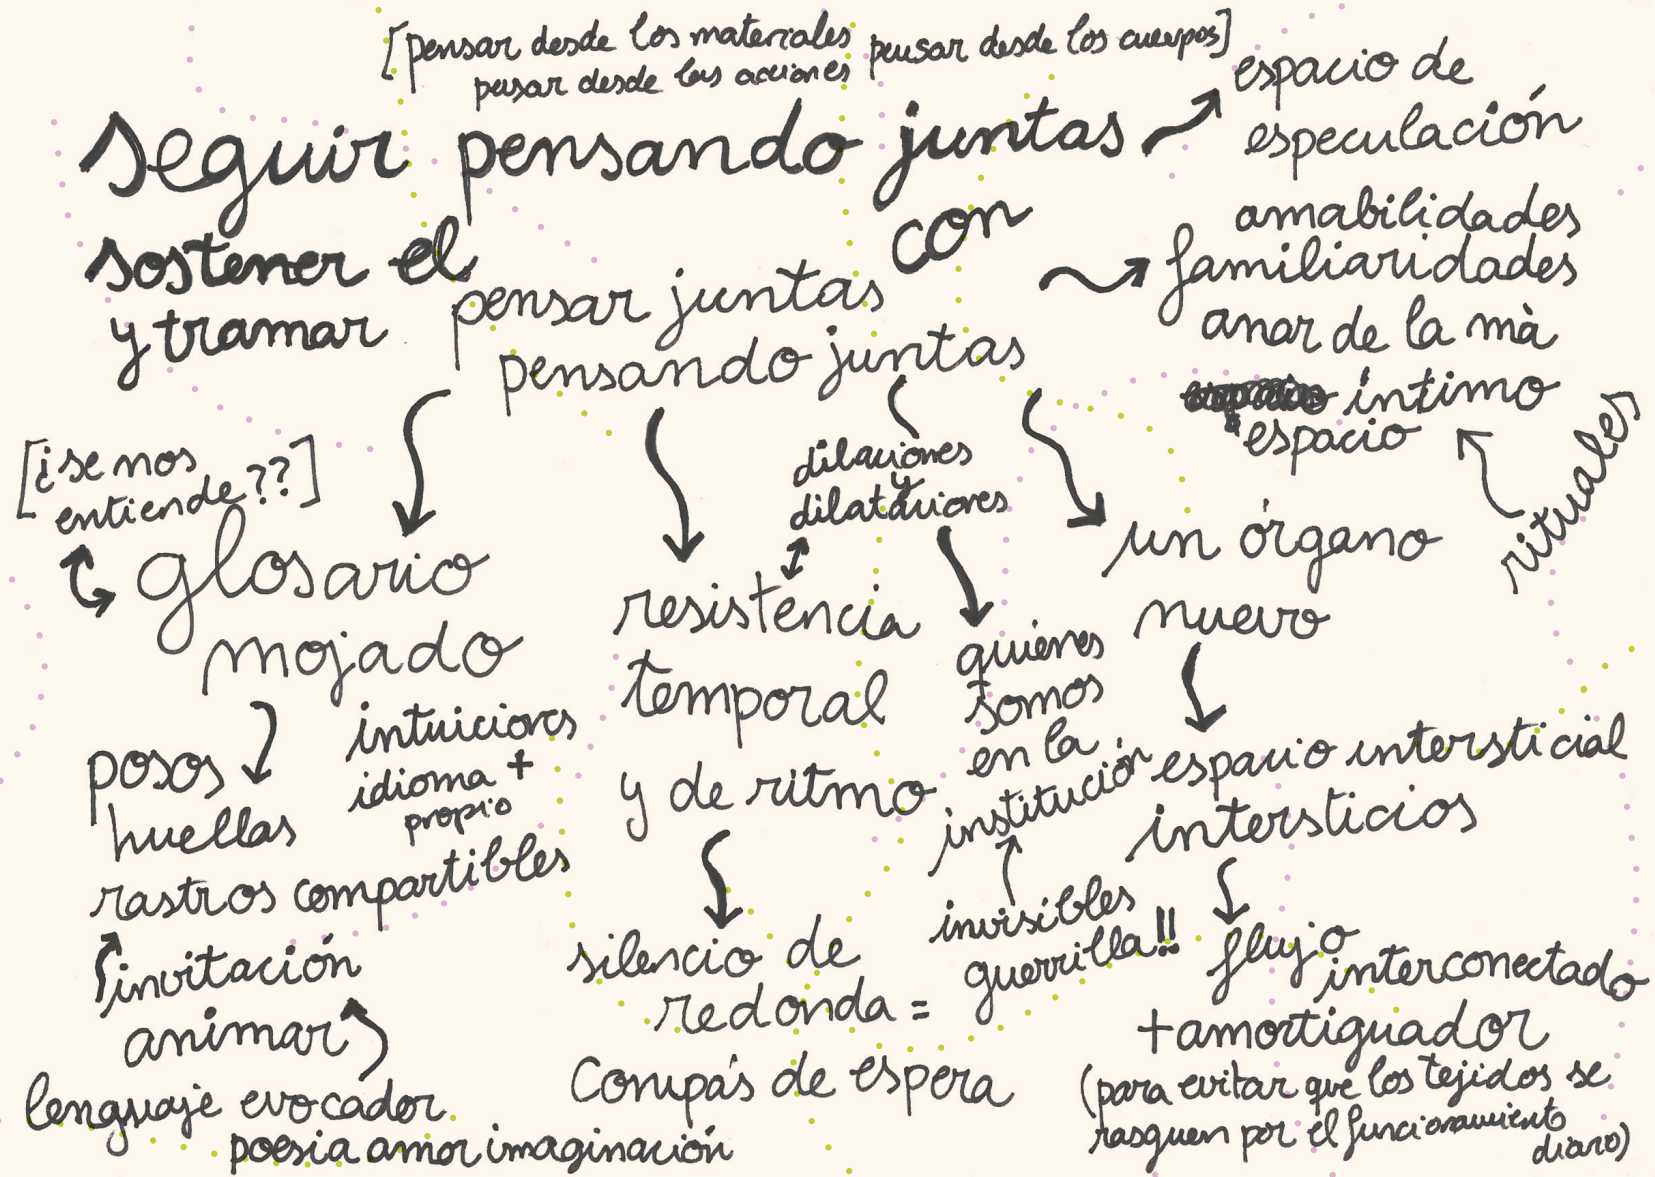 [pensar desde los materiales pensar desde los cuerpos]
pesar desde las acciones
seguir pensando juntas
con
sostener el
y tramar
pensar juntas
pensando juntas
espacio de
especulación
amabilidades
familiaridades
anar de la mà
íntimo
espacio
rituales
[¿se nos
entiende??]
glosario
mojado
posos
huellas
rastros compartibles
intuiciones
idioma +
propio
invitación
animar
lenguaje evocador
poesia amor imaginación
dilaciones
y
dilataciones
resistencia
temporal
y de ritmo
silencio de
redonda =
compás de espera
quiénes
somos
en la
institución
invisibles
guerrilla!!
un órgano
nuevo
espacio intersticial
intersticios
flujo
interconectado
+amortiguador
(para evitar que los tejidos se
rasguen por el funcionamiento
diario)